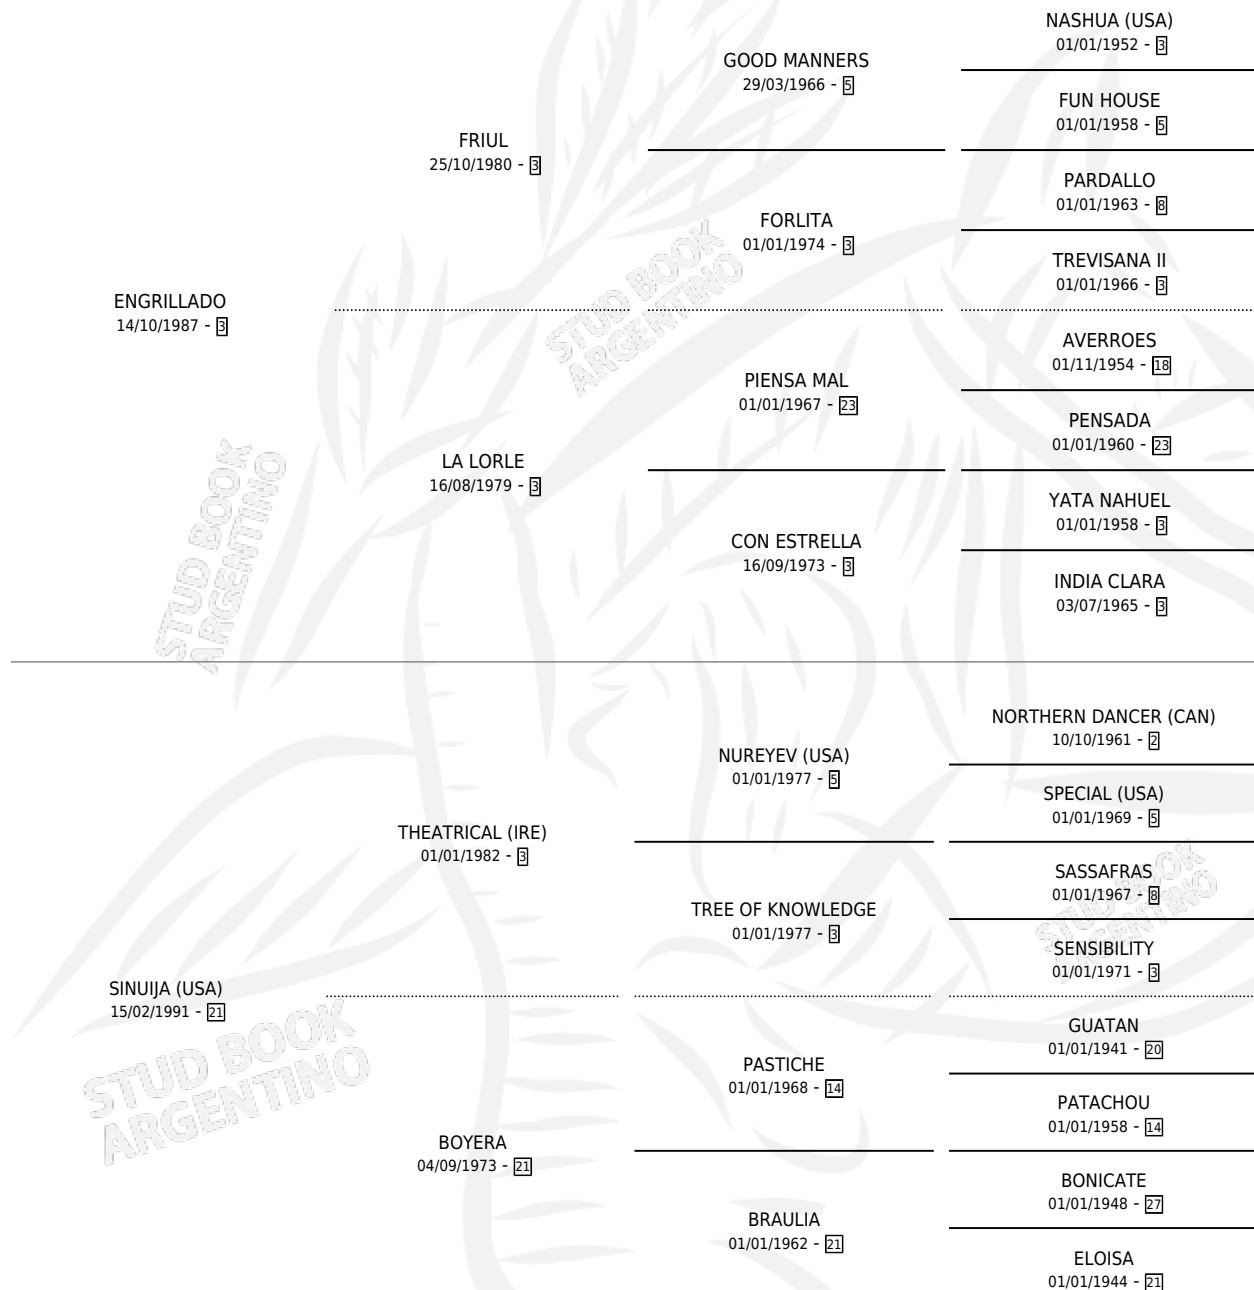 NASHUA (USA)
01/01/1952 - 3
GOOD MANNERS
29/03/1966 - 5
FUN HOUSE
01/01/1958 - 5
FRIUL
25/10/1980 - 3
PARDALLO
01/01/1963 - 8
FORLITA
01/01/1974 - 3
TREVISANA II
01/01/1966 - 3
STUD BOOK
ARGENTINO
ENGRILLADO
14/10/1987 - 3
AVERROES
01/11/1954 - 18
PIENSA MAL
01/01/1967 - 23
PENSADA
01/01/1960 - 23
LA LORLE
16/08/1979 - 3
YATA NAHUEL
01/01/1958 - 3
CON ESTRELLA
16/09/1973 - 3
INDIA CLARA
03/07/1965 - 3
STUD BOOK
ARGENTINO
NORTHERN DANCER (CAN)
10/10/1961 - 2
NUREYEV (USA)
01/01/1977 - 5
SPECIAL (USA)
01/01/1969 - 5
THEATRICAL (IRE)
01/01/1982 - 3
SASSAFRAS
01/01/1967 - 8
TREE OF KNOWLEDGE
01/01/1977 - 3
SENSIBILITY
01/01/1971 - 3
STUD BOOK
ARGENTINO
SINUIJA (USA)
15/02/1991 - 21
GUATAN
01/01/1941 - 20
PASTICHE
01/01/1968 - 14
PATACHOU
01/01/1958 - 14
STUD BOOK
ARGENTINO
BOYERA
04/09/1973 - 21
BONICATE
01/01/1948 - 27
BRAULIA
01/01/1962 - 21
ELOISA
01/01/1944 - 21